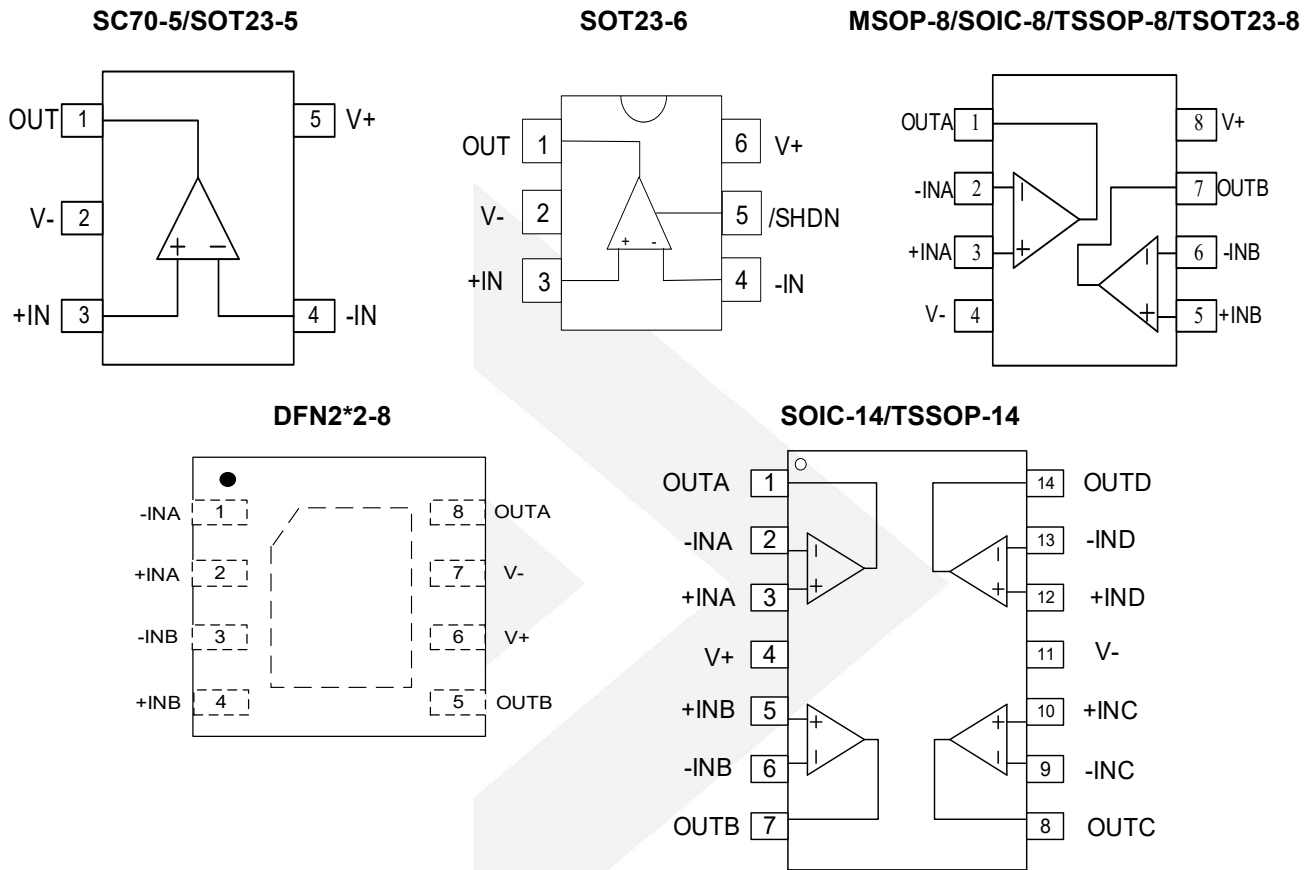 SC70-5/SOT23-5
SOT23-6
MSOP-8/SOIC-8/TSSOP-8/TSOT23-8
OUT 1
5 V+
V- 2
+ -
+IN 3
4 -IN
OUT 1
6 V+
V- 2
5 /SHDN
+ -
+IN 3
4 -IN
OUTA 1
8 V+
-INA 2
7 OUTB
+INA 3
6 -INB
V- 4
5 +INB
- +
- +
DFN2*2-8
SOIC-14/TSSOP-14
-INA 1
8 OUTA
+INA 2
7 V-
-INB 3
6 V+
+INB 4
5 OUTB
OUTA 1
14 OUTD
-INA 2
13 -IND
- +
- +
+INA 3
12 +IND
V+ 4
11 V-
+INB 5
10 +INC
+ -
+ -
-INB 6
9 -INC
OUTB 7
8 OUTC